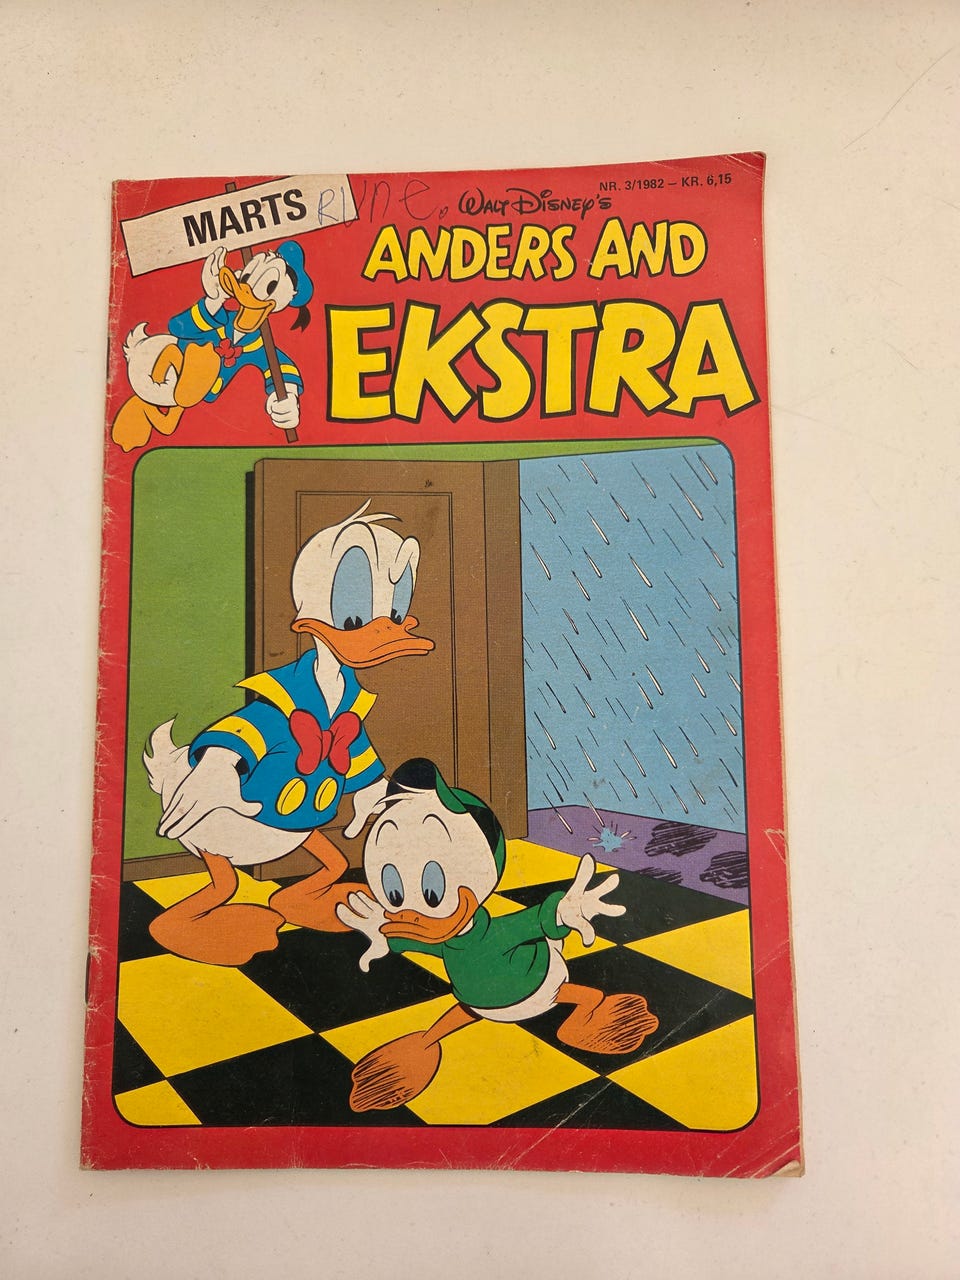 NR. 3/1982 – KR. 6,15
MARTS Rune.
Walt Disney's
ANDERS AND
EKSTRA